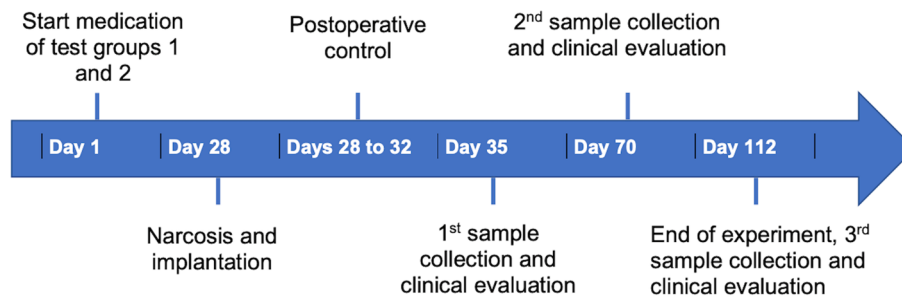 Start medication
of test groups 1
and 2
Postoperative
control
2nd sample collection
and clinical evaluation
Day 1
Day 28
Days 28 to 32
Day 35
Day 70
Day 112
Narcosis and
implantation
1st sample
collection and
clinical evaluation
End of experiment, 3rd
sample collection and
clinical evaluation